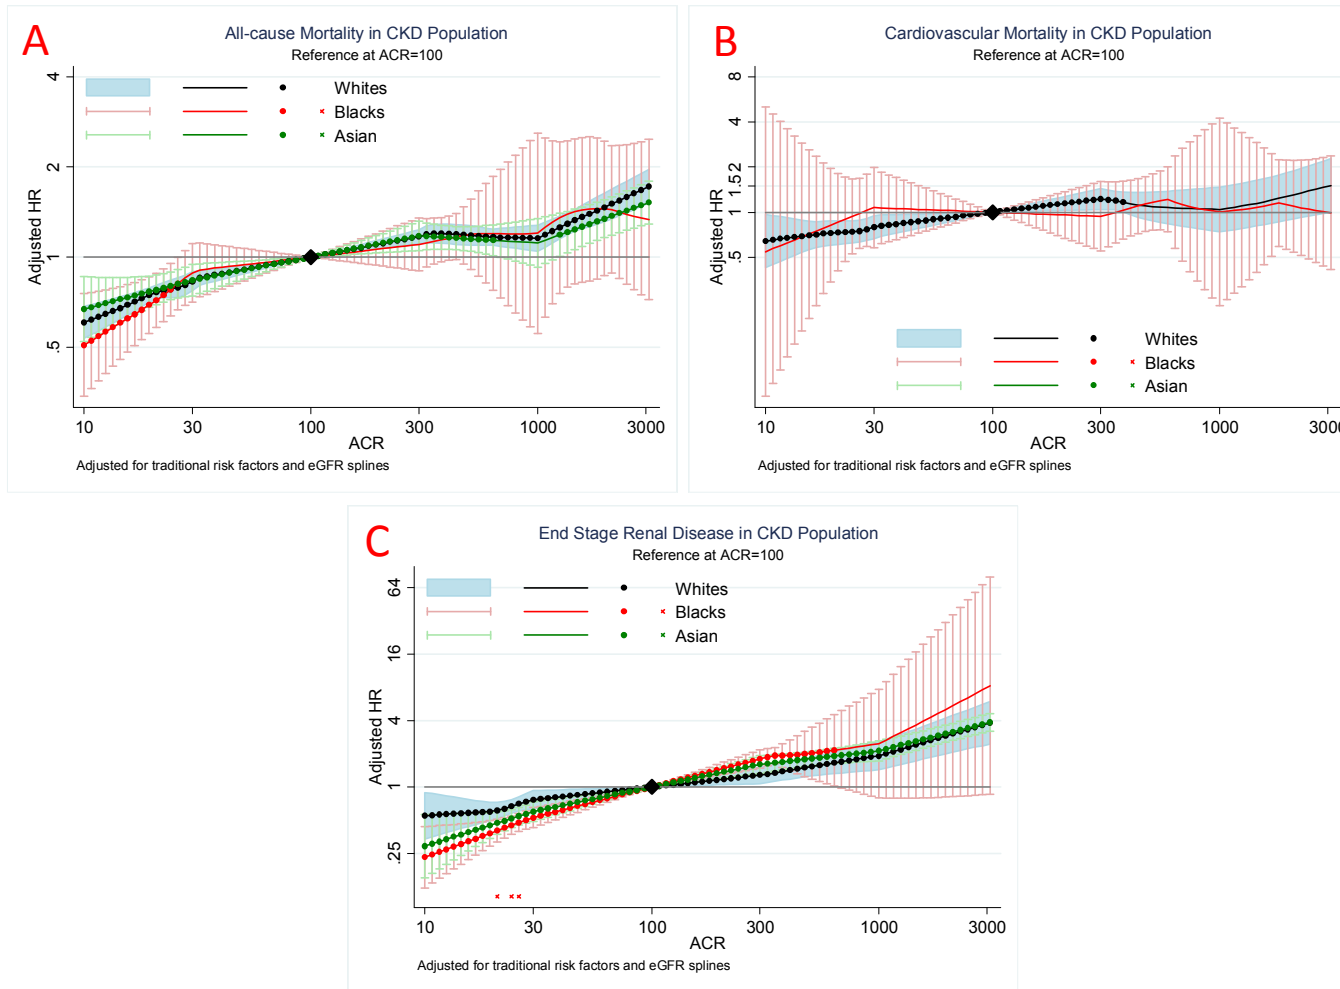 A
All-cause Mortality in CKD Population
Reference at ACR=100
Whites
Blacks
Asian
4
2
1
.5
Adjusted HR
10 30 100 300 1000 3000
ACR
Adjusted for traditional risk factors and eGFR splines
B
Cardiovascular Mortality in CKD Population
Reference at ACR=100
8
4
1.52
1
.5
Adjusted HR
Whites
Blacks
Asian
10 30 100 300 1000 300
ACR
Adjusted for traditional risk factors and eGFR splines
C
End Stage Renal Disease in CKD Population
Reference at ACR=100
Whites
Blacks
Asian
64
16
4
1
.25
Adjusted HR
10 30 100 300 1000 3000
ACR
Adjusted for traditional risk factors and eGFR splines